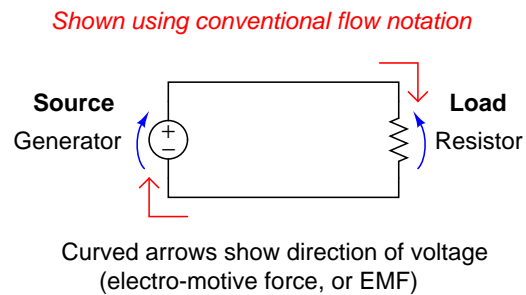 Shown using conventional flow notation
Source
Generator
+
−
Load
Resistor
Curved arrows show direction of voltage
(electro-motive force, or EMF)